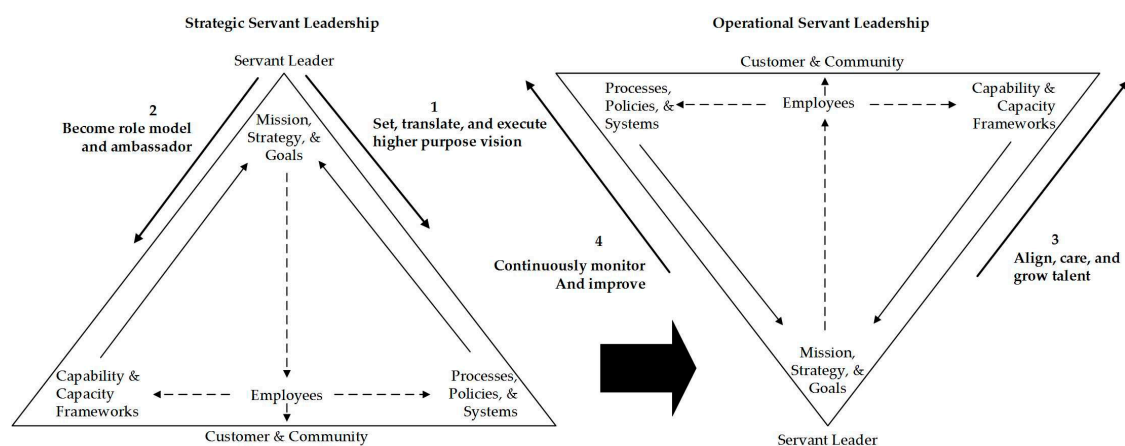 Strategic Servant Leadership
Servant Leader
2
Become role model
and ambassador
1
Set, translate, and execute
higher purpose vision
Mission,
Strategy, &
Goals
Capability &
Capacity
Frameworks
Employees
Processes,
Policies, &
Systems
Customer & Community
Operational Servant Leadership
Customer & Community
Processes,
Policies, &
Systems
Employees
Capability &
Capacity
Frameworks
4
Continuously monitor
And improve
3
Align, care, and
grow talent
Mission,
Strategy, &
Goals
Servant Leader